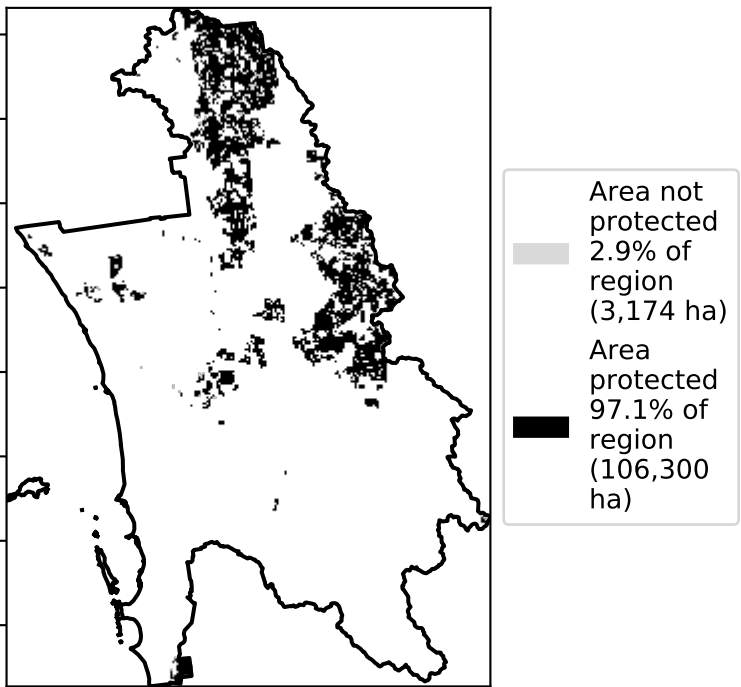 Area not
protected
2.9% of
region
(3,174 ha)
Area
protected
97.1% of
region
(106,300
ha)